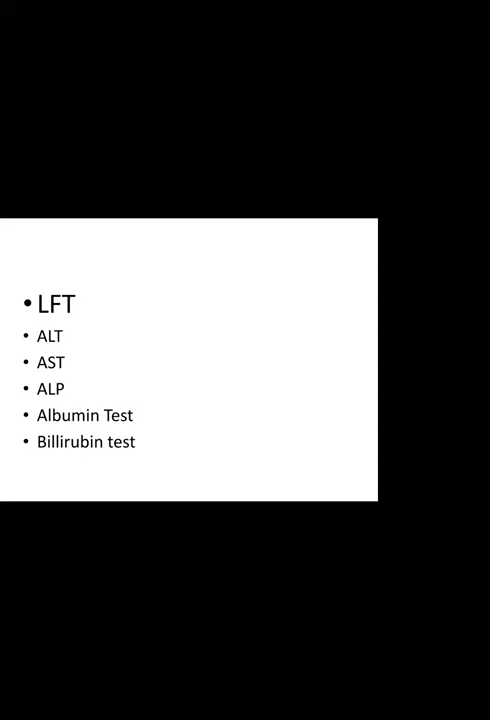 • LFT
• ALT
• AST
• ALP
• Albumin Test
• Billirubin test